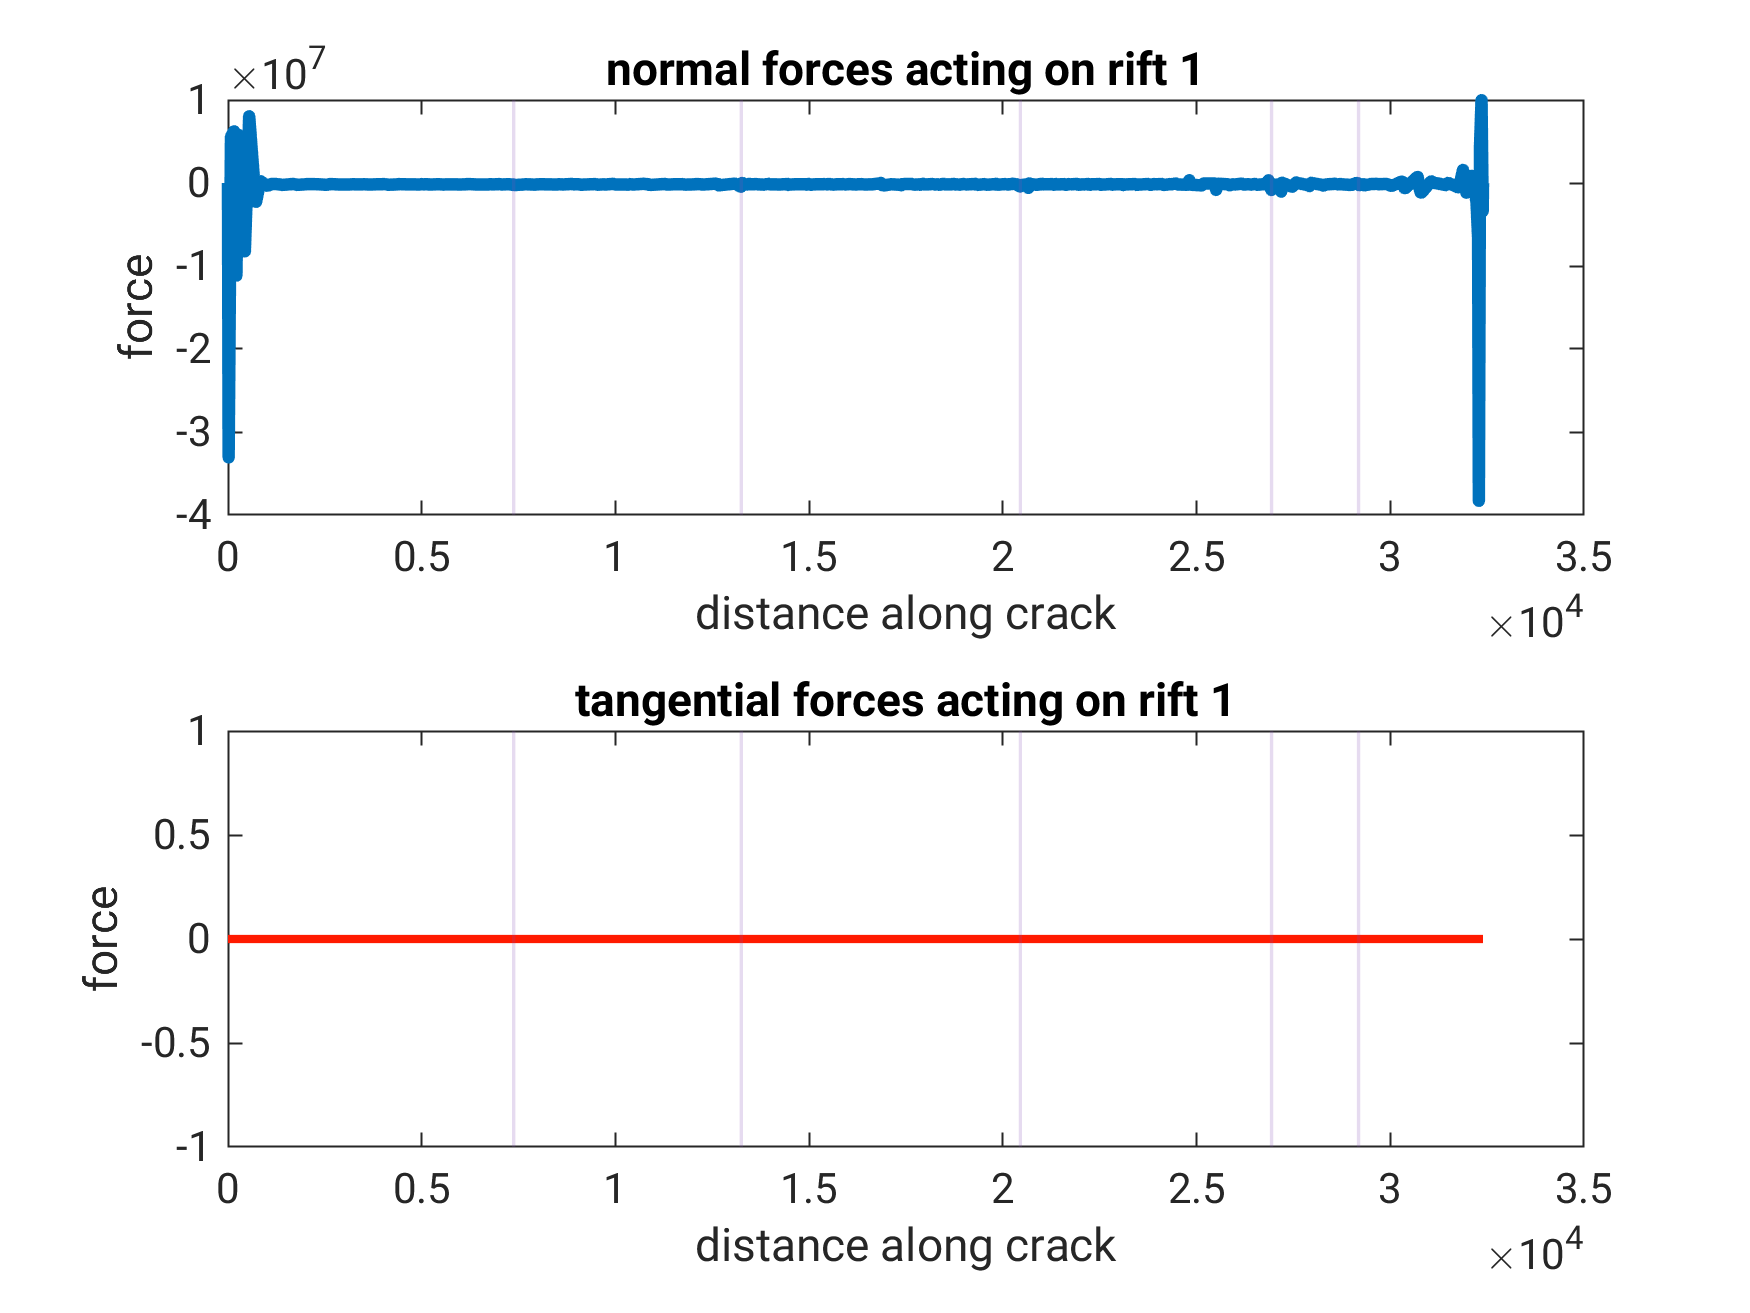 ×10^7
normal forces acting on rift 1
1
0
-1
-2
-3
-4
force
0 0.5 1 1.5 2 2.5 3 3.5
distance along crack
×10^4
tangential forces acting on rift 1
1
0.5
0
-0.5
-1
force
0 0.5 1 1.5 2 2.5 3 3.5
distance along crack
×10^4